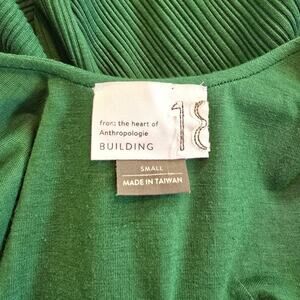 from the heart of
Anthropologie
BUILDING 18
SMALL
MADE IN TAIWAN